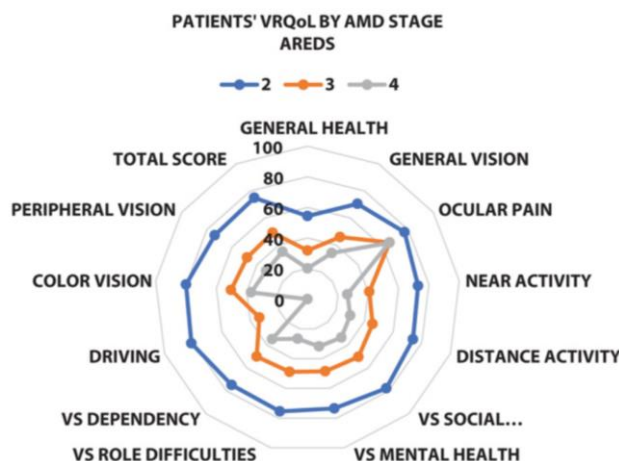 PATIENTS' VRQoL BY AMD STAGE
AREDS
2 3 4
GENERAL HEALTH
100
TOTAL SCORE
GENERAL VISION
80
PERIPHERAL VISION
60
OCULAR PAIN
40
20
COLOR VISION
NEAR ACTIVITY
0
DRIVING
DISTANCE ACTIVITY
VS DEPENDENCY
VS SOCIAL...
VS ROLE DIFFICULTIES
VS MENTAL HEALTH